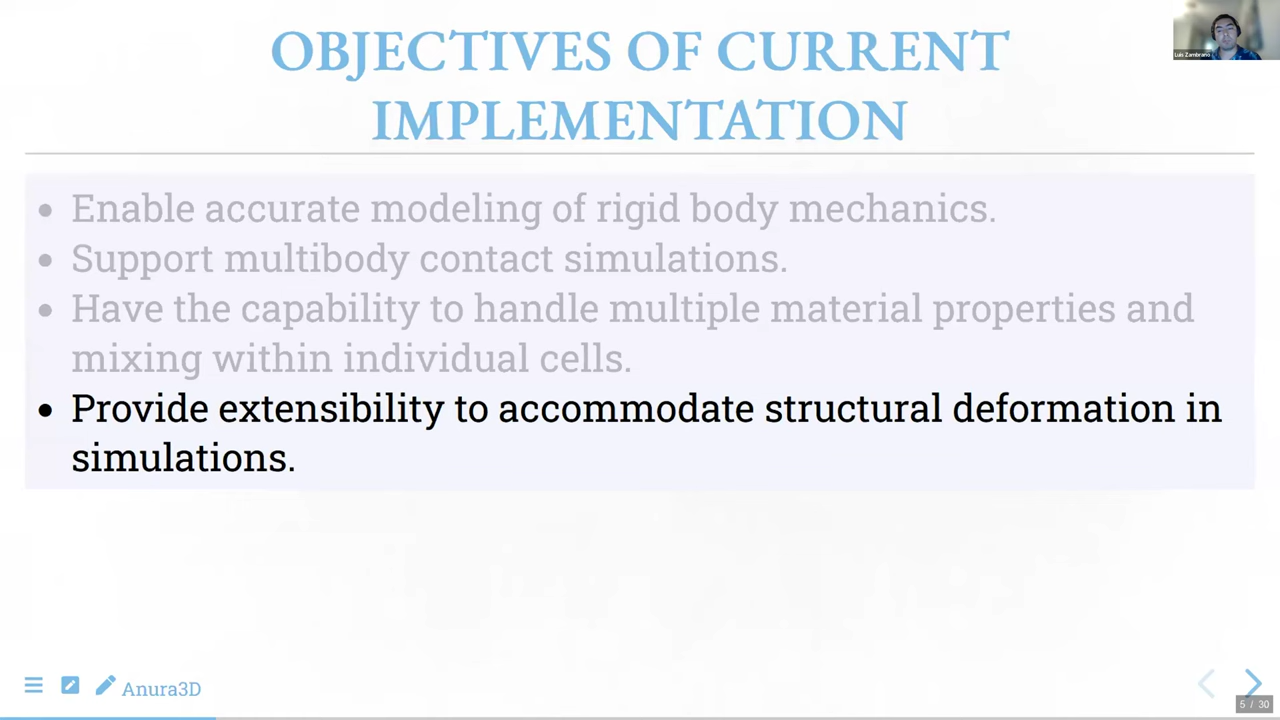 OBJECTIVES OF CURRENT
IMPLEMENTATION
Luis Zambrano
• Enable accurate modeling of rigid body mechanics.
• Support multibody contact simulations.
• Have the capability to handle multiple material properties and
mixing within individual cells.
• Provide extensibility to accommodate structural deformation in
simulations.
Anura3D
5 / 30